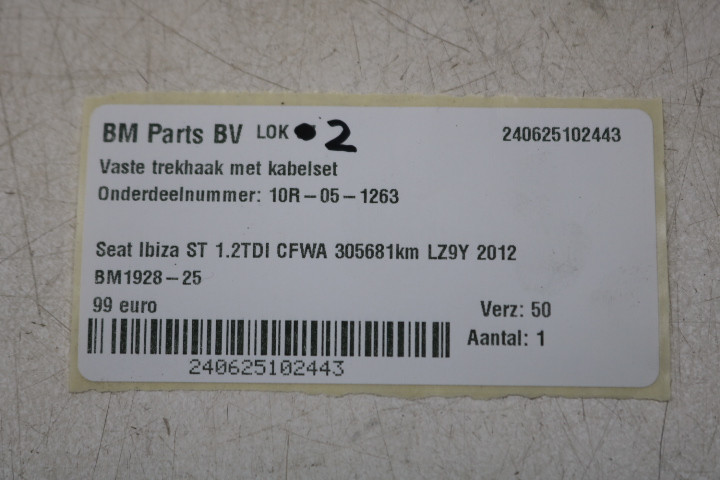 BM Parts BV LOK 2 240625102443
Vaste trekhaak met kabelset
Onderdeelnummer: 10R-05-1263
Seat Ibiza ST 1.2TDI CFWA 305681km LZ9Y 2012
BM1928-25
99 euro Verz: 50
Aantal: 1
240625102443